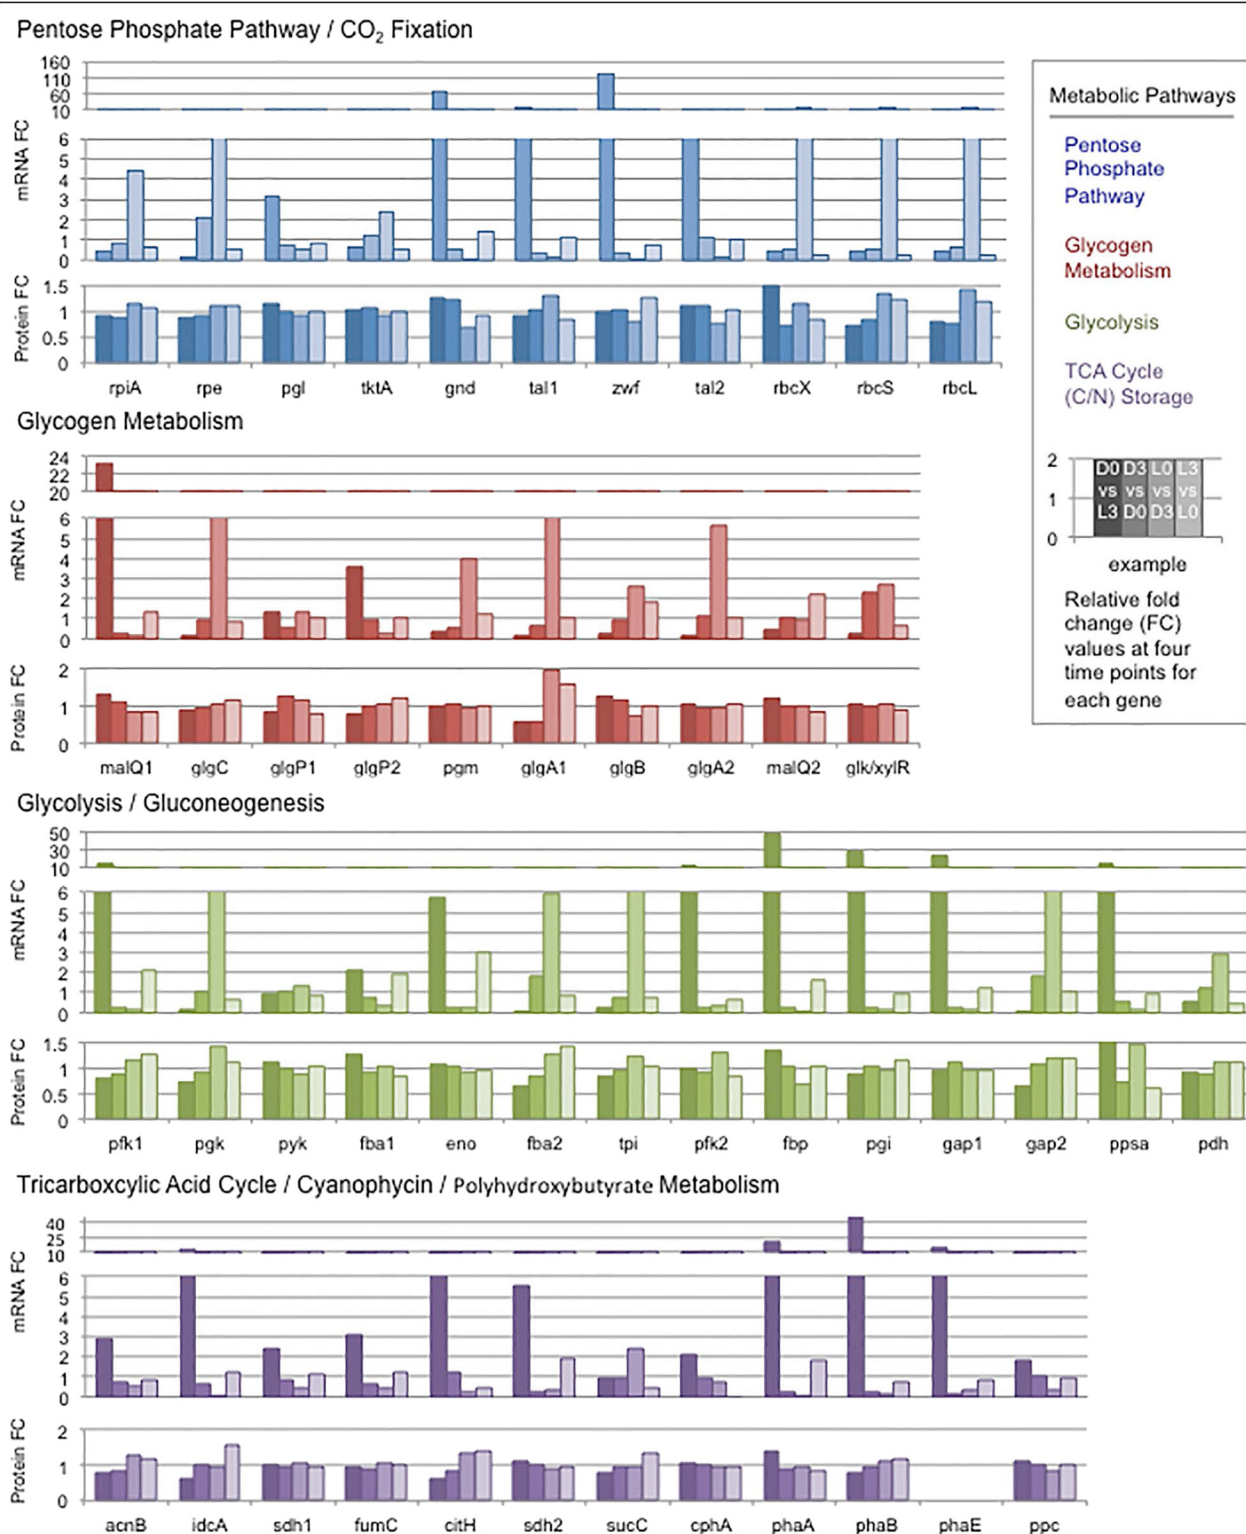 Pentose Phosphate Pathway / CO2 Fixation
160
110
60
10
mRNA FC
6
5
4
3
2
1
0
Protein FC
1.5
1
0.5
0
rpiA rpe pgl tktA gnd tal1 zwf tal2 rbcX rbcS rbcL
Metabolic Pathways
Pentose
Phosphate
Pathway
Glycogen
Metabolism
Glycolysis
TCA Cycle
(C/N) Storage
2
1
0
D0 D3 L0 L3
vs vs vs vs
L3 D0 D3 L0
example
Relative fold
change (FC)
values at four
time points for
each gene
Glycogen Metabolism
24
22
20
mRNA FC
6
5
4
3
2
1
0
Protein FC
2
1
0
malQ1 glgC glgP1 glgP2 pgm glgA1 glgB glgA2 malQ2 glk/xylR
Glycolysis / Gluconeogenesis
50
30
10
mRNA FC
6
5
4
3
2
1
0
Protein FC
1.5
1
0.5
0
pfk1 pgk pyk fba1 eno fba2 tpi pfk2 fbp pgi gap1 gap2 ppsa pdh
Tricarboxcylic Acid Cycle / Cyanophycin / Polyhydroxybutyrate Metabolism
40
25
10
mRNA FC
6
5
4
3
2
1
0
Protein FC
2
1
0
acnB idcA sdh1 fumC citH sdh2 sucC cphA phaA phaB phaE ppc